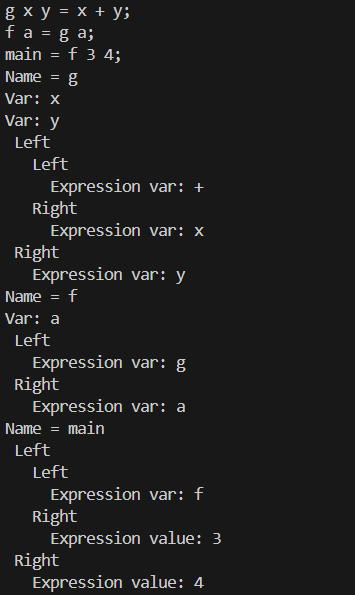 g x y = x + y;
f a = g a;
main = f 3 4;
Name = g
Var: x
Var: y
 Left
   Left
     Expression var: +
   Right
     Expression var: x
 Right
   Expression var: y
Name = f
Var: a
 Left
   Expression var: g
 Right
   Expression var: a
Name = main
 Left
   Left
     Expression var: f
   Right
     Expression value: 3
 Right
   Expression value: 4